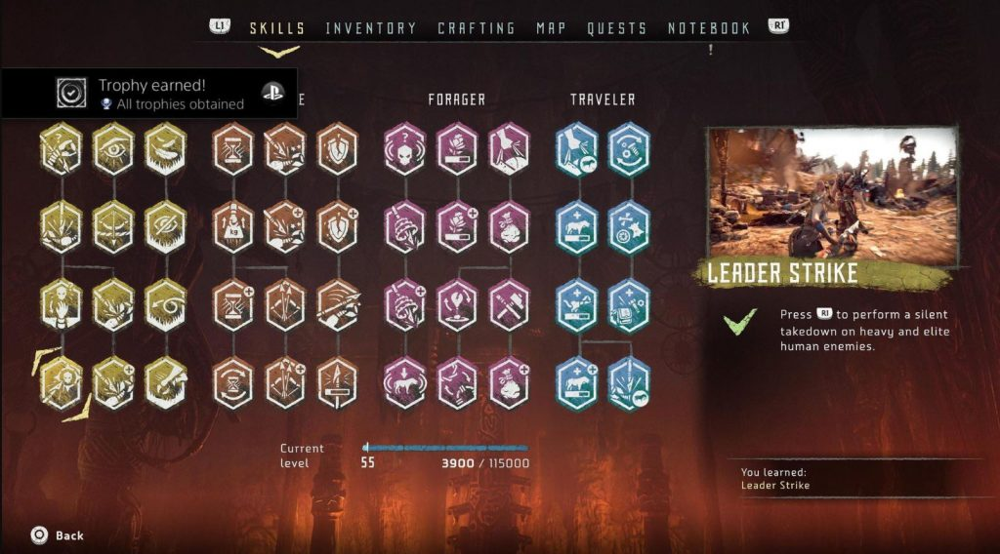 L1 SKILLS INVENTORY CRAFTING MAP QUESTS NOTEBOOK R1
!
Trophy earned!
All trophies obtained
E FORAGER TRAVELER
?
kg
LEADER STRIKE
Press R1 to perform a silent
takedown on heavy and elite
human enemies.
Current
level 55 3900 / 115000
You learned:
Leader Strike
Back